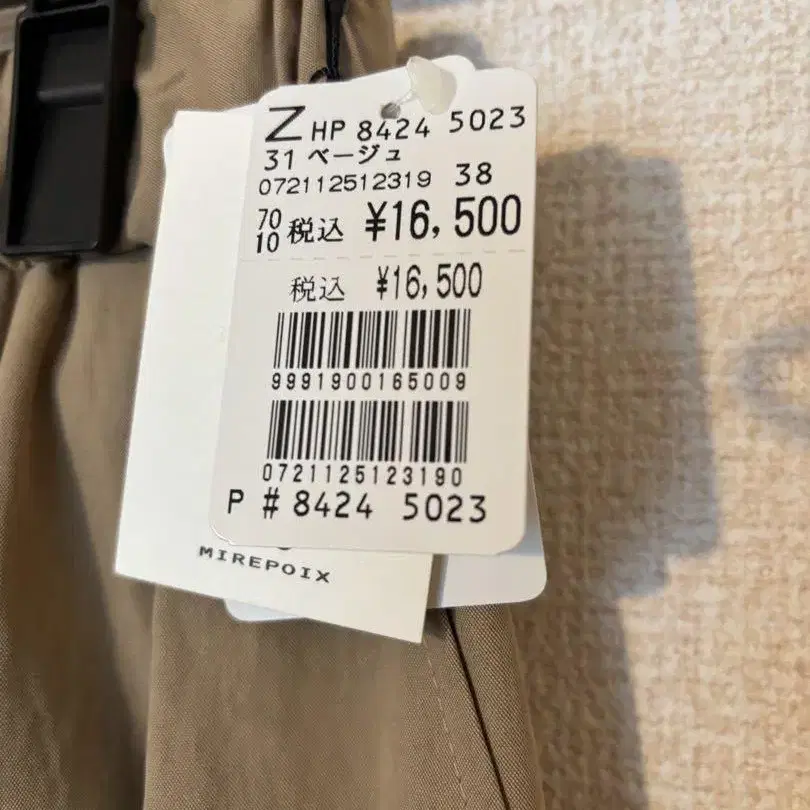 Z HP 8424 5023
31 ベージュ
072112512319 38
70
10 税込 ¥16,500
税込 ¥16,500
9991900165009
0721125123190
P # 8424 5023
MIREPOIX